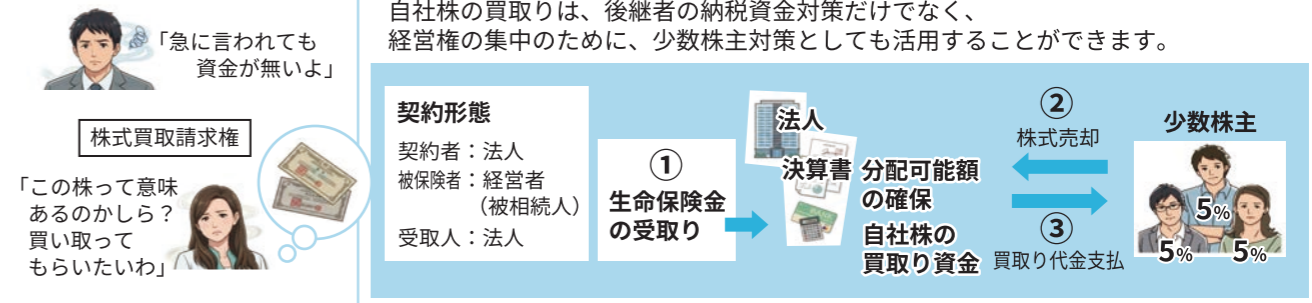 「急に言われても
資金が無いよ」
株式買取請求権
「この株って意味
あるのかしら？
買い取って
もらいたいわ」
自社株の買取りは、後継者の納税資金対策だけでなく、
経営権の集中のために、少数株主対策としても活用することができます。
契約形態
契約者：法人
被保険者：経営者
（被相続人）
受取人：法人
①
生命保険金
の受取り
法人
決算書
分配可能額
の確保
自社株の
買取り資金
②
株式売却
③
買取り代金支払
少数株主
5%
5%
5%